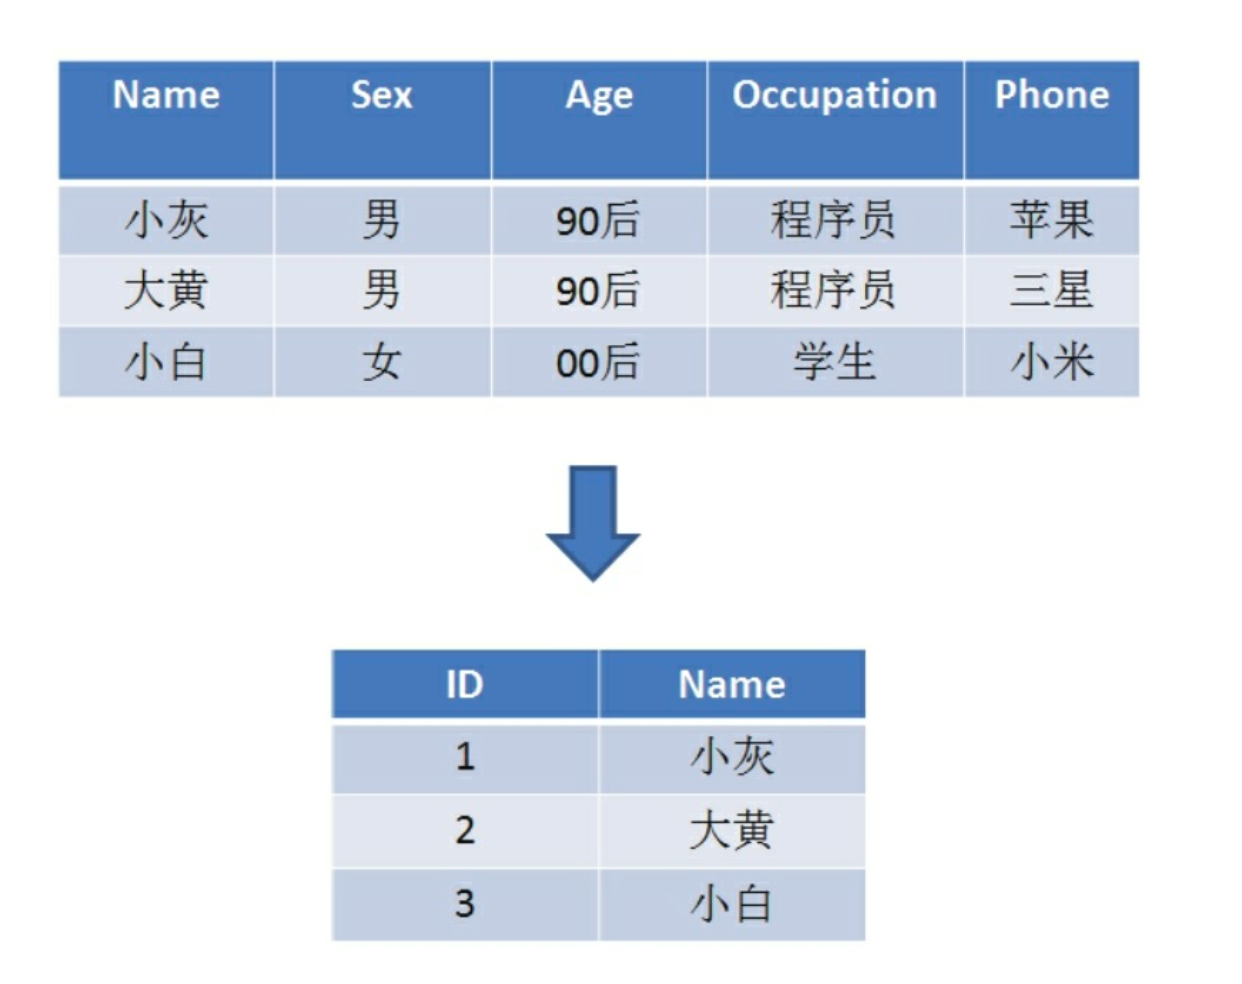 Name Sex Age Occupation Phone
小灰 男 90后 程序员 苹果
大黄 男 90后 程序员 三星
小白 女 00后 学生 小米
ID Name
1 小灰
2 大黄
3 小白